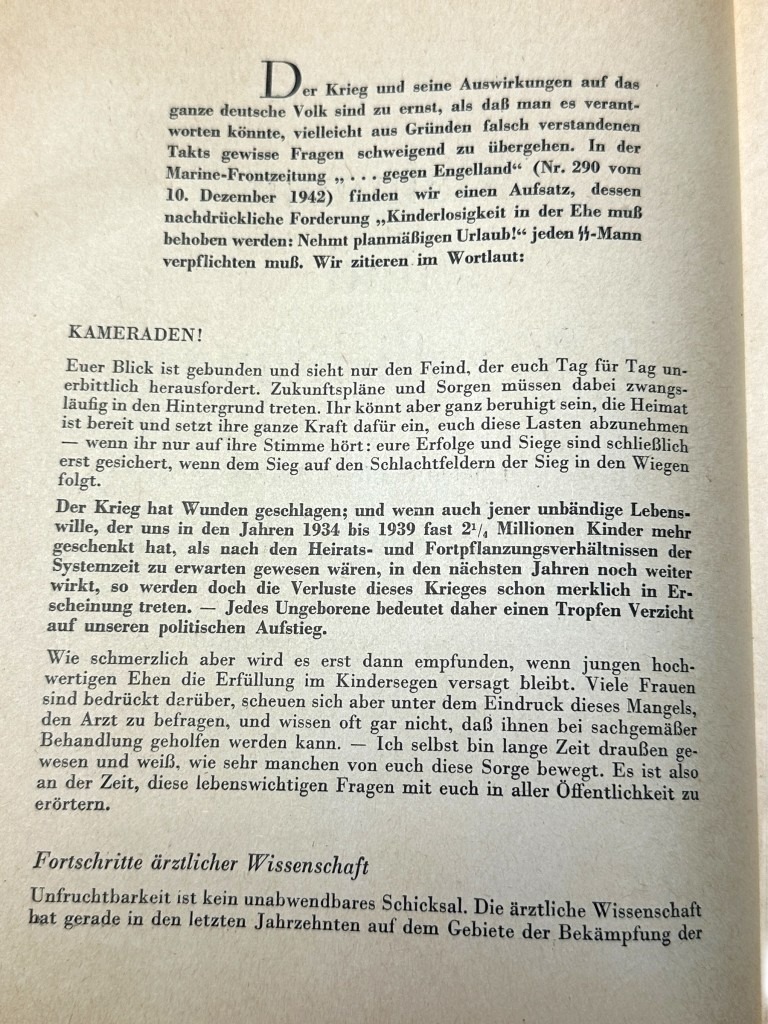 Der Krieg und seine Auswirkungen auf das
ganze deutsche Volk sind zu ernst, als daß man es verant-
worten könnte, vielleicht aus Gründen falsch verstandenen
Takts gewisse Fragen schweigend zu übergehen. In der
Marine-Frontzeitung „. . . gegen Engelland“ (Nr. 290 vom
10. Dezember 1942) finden wir einen Aufsatz, dessen
nachdrückliche Forderung „Kinderlosigkeit in der Ehe muß
behoben werden: Nehmt planmäßigen Urlaub!“ jeden ᛋᛋ-Mann
verpflichten muß. Wir zitieren im Wortlaut:
KAMERADEN!
Euer Blick ist gebunden und sieht nur den Feind, der euch Tag für Tag un-
erbittlich herausfordert. Zukunftspläne und Sorgen müssen dabei zwangs-
läufig in den Hintergrund treten. Ihr könnt aber ganz beruhigt sein, die Heimat
ist bereit und setzt ihre ganze Kraft dafür ein, euch diese Lasten abzunehmen
— wenn ihr nur auf ihre Stimme hört: eure Erfolge und Siege sind schließlich
erst gesichert, wenn dem Sieg auf den Schlachtfeldern der Sieg in den Wiegen
folgt.
Der Krieg hat Wunden geschlagen; und wenn auch jener unbändige Lebens-
wille, der uns in den Jahren 1934 bis 1939 fast 2¹/₄ Millionen Kinder mehr
geschenkt hat, als nach den Heirats- und Fortpflanzungsverhältnissen der
Systemzeit zu erwarten gewesen wären, in den nächsten Jahren noch weiter
wirkt, so werden doch die Verluste dieses Krieges schon merklich in Er-
scheinung treten. — Jedes Ungeborene bedeutet daher einen Tropfen Verzicht
auf unseren politischen Aufstieg.
Wie schmerzlich aber wird es erst dann empfunden, wenn jungen hoch-
wertigen Ehen die Erfüllung im Kindersegen versagt bleibt. Viele Frauen
sind bedrückt darüber, scheuen sich aber unter dem Eindruck dieses Mangels,
den Arzt zu befragen, und wissen oft gar nicht, daß ihnen bei sachgemäßer
Behandlung geholfen werden kann. — Ich selbst bin lange Zeit draußen ge-
wesen und weiß, wie sehr manchen von euch diese Sorge bewegt. Es ist also
an der Zeit, diese lebenswichtigen Fragen mit euch in aller Öffentlichkeit zu
erörtern.
Fortschritte ärztlicher Wissenschaft
Unfruchtbarkeit ist kein unabwendbares Schicksal. Die ärztliche Wissenschaft
hat gerade in den letzten Jahrzehnten auf dem Gebiete der Bekämpfung der